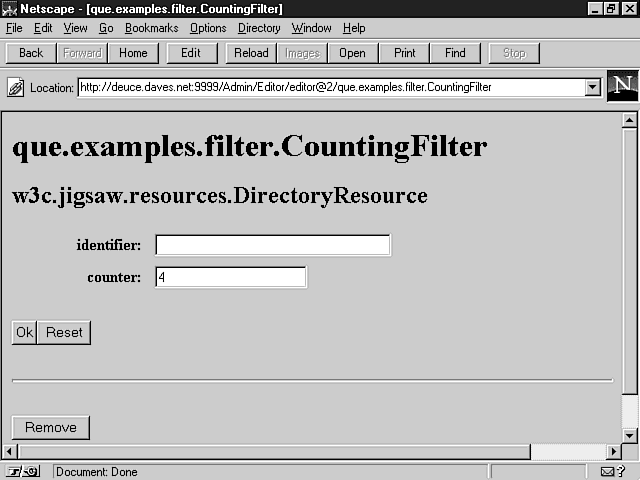 Netscape - [que.examples.filter.CountingFilter]
File Edit View Go Bookmarks Options Directory Window Help
Back Forward Home Edit Reload Images Open Print Find Stop
Location: http://deuce.daves.net:9999/Admin/Editor/editor@2/que.examples.filter.CountingFilter N
que.examples.filter.CountingFilter
w3c.jigsaw.resources.DirectoryResource
identifier:
counter: 4
Ok Reset
Remove
Document: Done ?